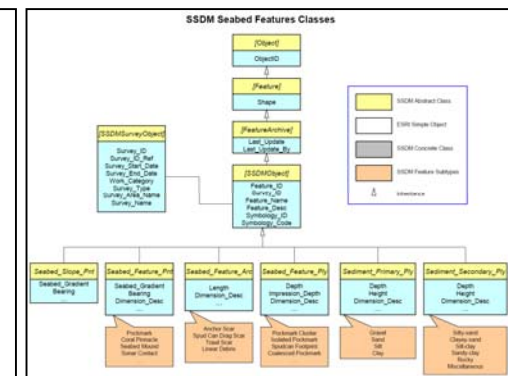 SSDM Seabed Features Classes
[Object]
ObjectID
[Feature]
Shape
[FeatureArchive]
Last_Update
Last_Update_By
[SSDMSurveyObject]
Survey_ID
Survey_ID_Ref
Survey_Start_Date
Survey_End_Date
Work_Category
Survey_Type
Survey_Area_Name
Survey_Name
[SSDMObject]
Feature_ID
Survey_ID
Feature_Name
Feature_Desc
Symbology_ID
Symbology_Code
SSDM Abstract Class
ESRI Simple Object
SSDM Concrete Class
SSDM Feature Subtypes
Inheritance
Seabed_Slope_Pnt
Seabed_Gradient
Bearing
...
Seabed_Feature_Pnt
Seabed_Gradient
Bearing
Dimension_Desc
...
Seabed_Feature_Arc
Length
Dimension_Desc
...
Seabed_Feature_Ply
Depth
Impression_Depth
Dimension_Desc
...
Sediment_Primary_Ply
Depth
Height
Dimension_Desc
...
Sediment_Secondary_Ply
Depth
Height
Dimension_Desc
...
Pockmark
Coral Pinnacle
Seabed Mound
Sonar Contact
Anchor Scar
Spud Can Drag Scar
Trawl Scar
Linear Debris
Pockmark Cluster
Isolated Pockmark
Spudcan Footprint
Coalesced Pockmark
Gravel
Sand
Silt
Clay
Silty-sand
Clayey-sand
Silt-clay
Sandy-clay
Rocky
Miscellaneous